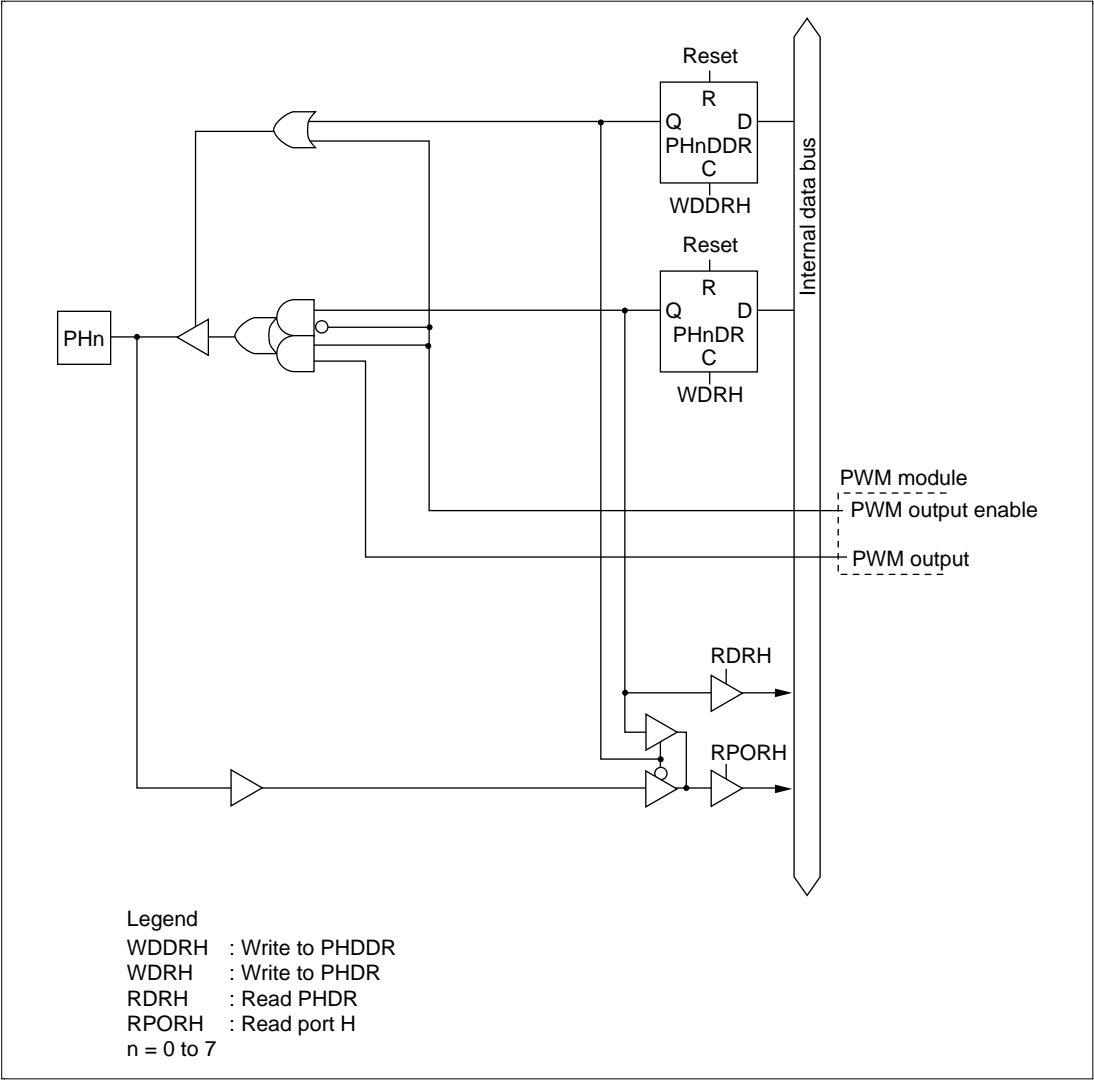 Reset
R
Q D
PHnDDR
C
WDDRH
Internal data bus
Reset
R
Q D
PHnDR
C
WDRH
PHn
PWM module
PWM output enable
PWM output
RDRH
RPORH
Legend
WDDRH : Write to PHDDR
WDRH : Write to PHDR
RDRH : Read PHDR
RPORH : Read port H
n = 0 to 7